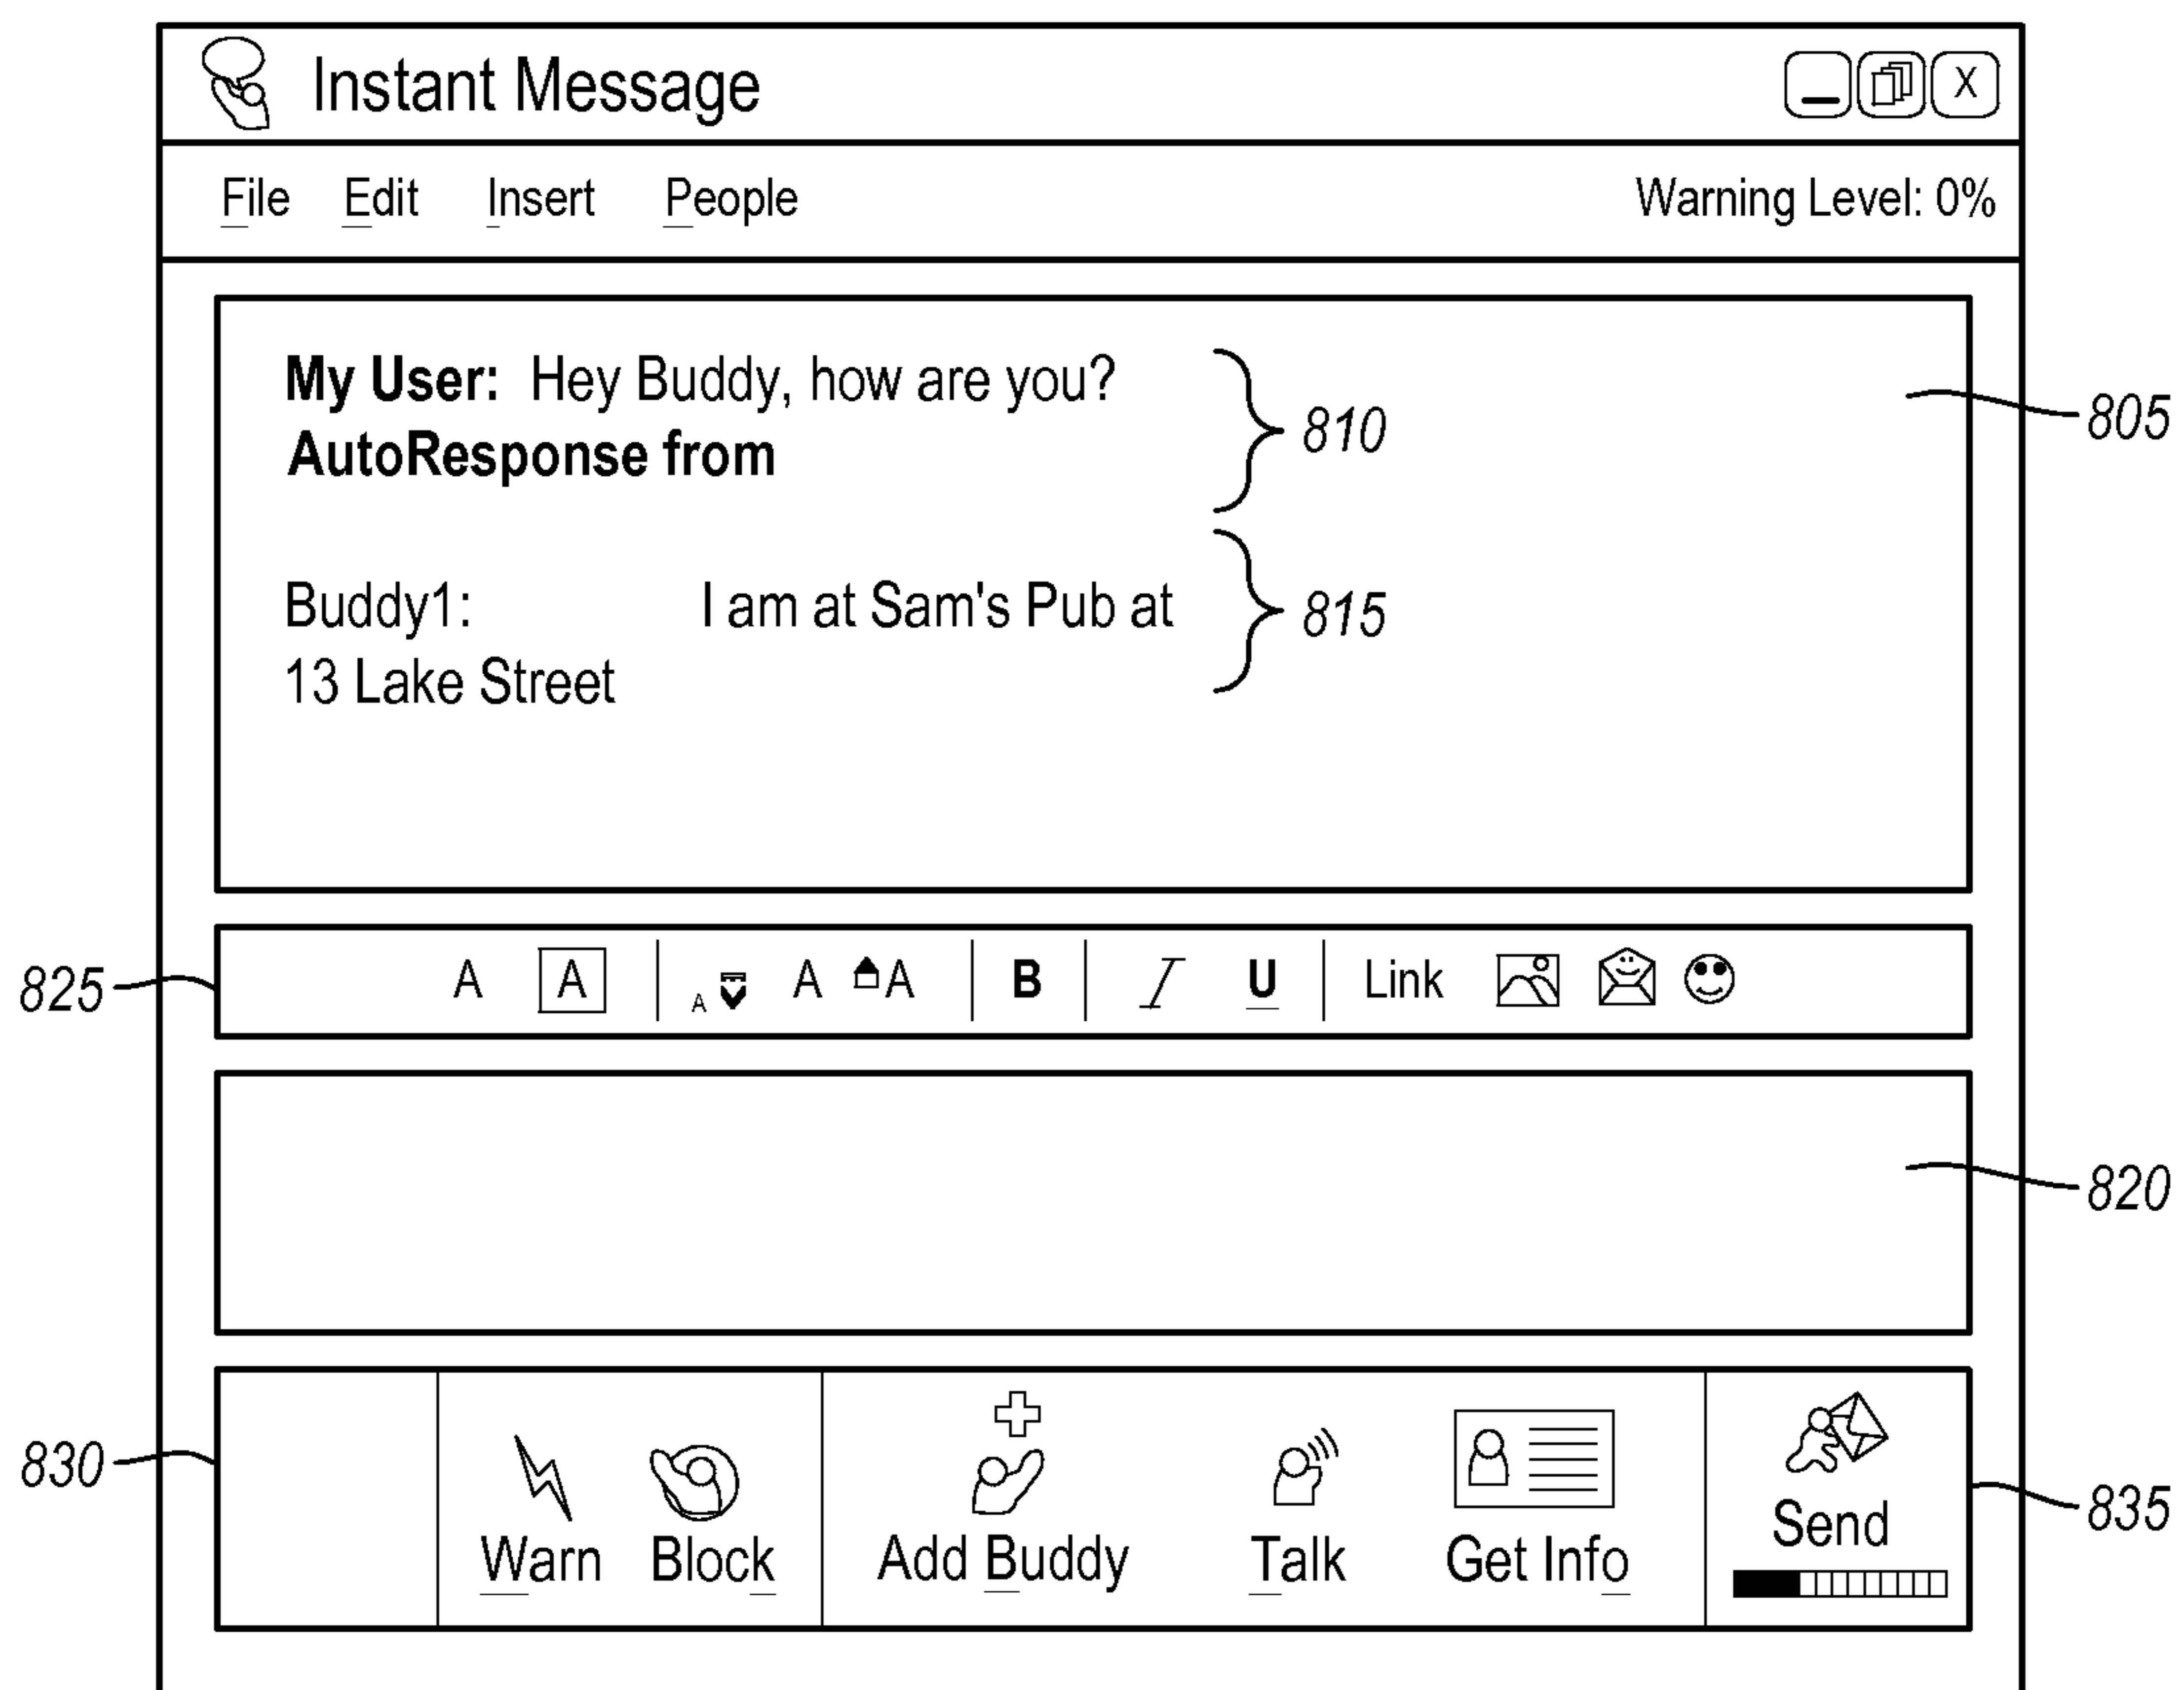 Instant Message X
File Edit Insert People Warning Level: 0%
My User: Hey Buddy, how are you?
AutoResponse from
810
805
Buddy1: I am at Sam's Pub at
13 Lake Street
815
825
A A A A A B I U Link
820
830
Warn Block Add Buddy Talk Get Info Send
835